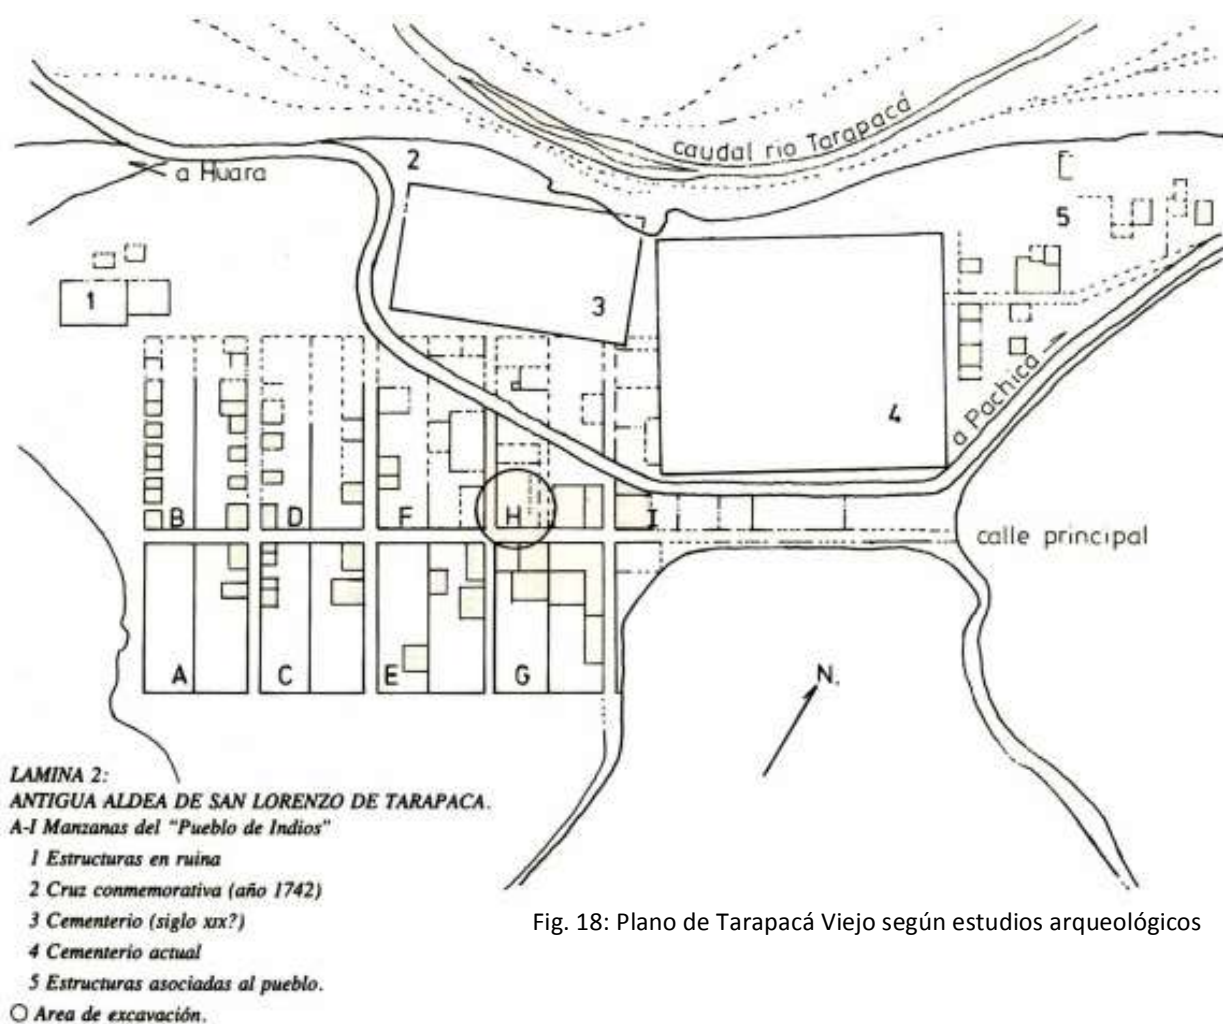 caudal río Tarapacá
a Huara
2
E
5
1
3
4
a Pachica
B
D
F
H
I
calle principal
A
C
E
G
N.
LAMINA 2:
ANTIGUA ALDEA DE SAN LORENZO DE TARAPACA.
A-I Manzanas del "Pueblo de Indios"
1 Estructuras en ruina
2 Cruz conmemorativa (año 1742)
3 Cementerio (siglo XIX?)
4 Cementerio actual
5 Estructuras asociadas al pueblo.
Area de excavación.
Fig. 18: Plano de Tarapacá Viejo según estudios arqueológicos